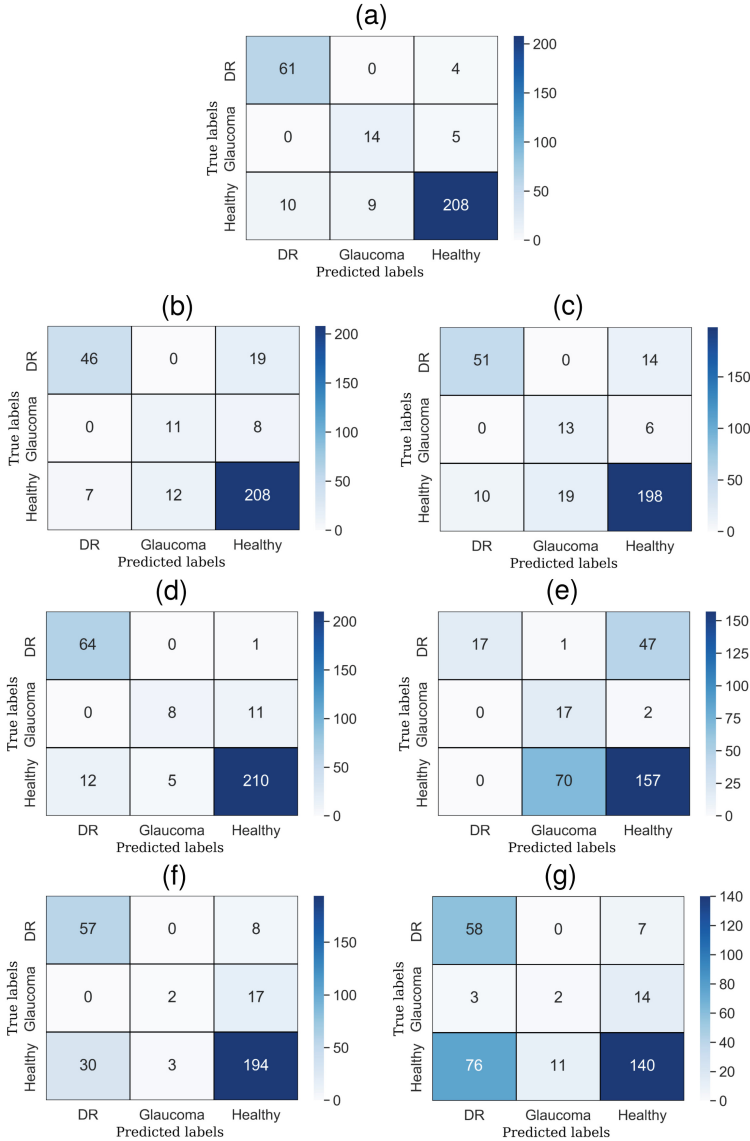 (a)
DR 61 0 4 200
True labels Glaucoma 0 14 5 150
100
Healthy 10 9 208 50
0
DR Glaucoma Healthy
Predicted labels
(b)
DR 46 0 19 200
True labels Glaucoma 0 11 8 150
100
Healthy 7 12 208 50
0
DR Glaucoma Healthy
Predicted labels
(c)
DR 51 0 14 150
True labels Glaucoma 0 13 6 100
Healthy 10 19 198 50
0
DR Glaucoma Healthy
Predicted labels
(d)
DR 64 0 1 200
True labels Glaucoma 0 8 11 150
100
Healthy 12 5 210 50
0
DR Glaucoma Healthy
Predicted labels
(e)
DR 17 1 47 150
125
True labels Glaucoma 0 17 2 100
75
50
Healthy 0 70 157 25
0
DR Glaucoma Healthy
Predicted labels
(f)
DR 57 0 8 150
True labels Glaucoma 0 2 17 100
Healthy 30 3 194 50
0
DR Glaucoma Healthy
Predicted labels
(g)
140
DR 58 0 7 120
100
True labels Glaucoma 3 2 14 80
60
40
Healthy 76 11 140 20
0
DR Glaucoma Healthy
Predicted labels